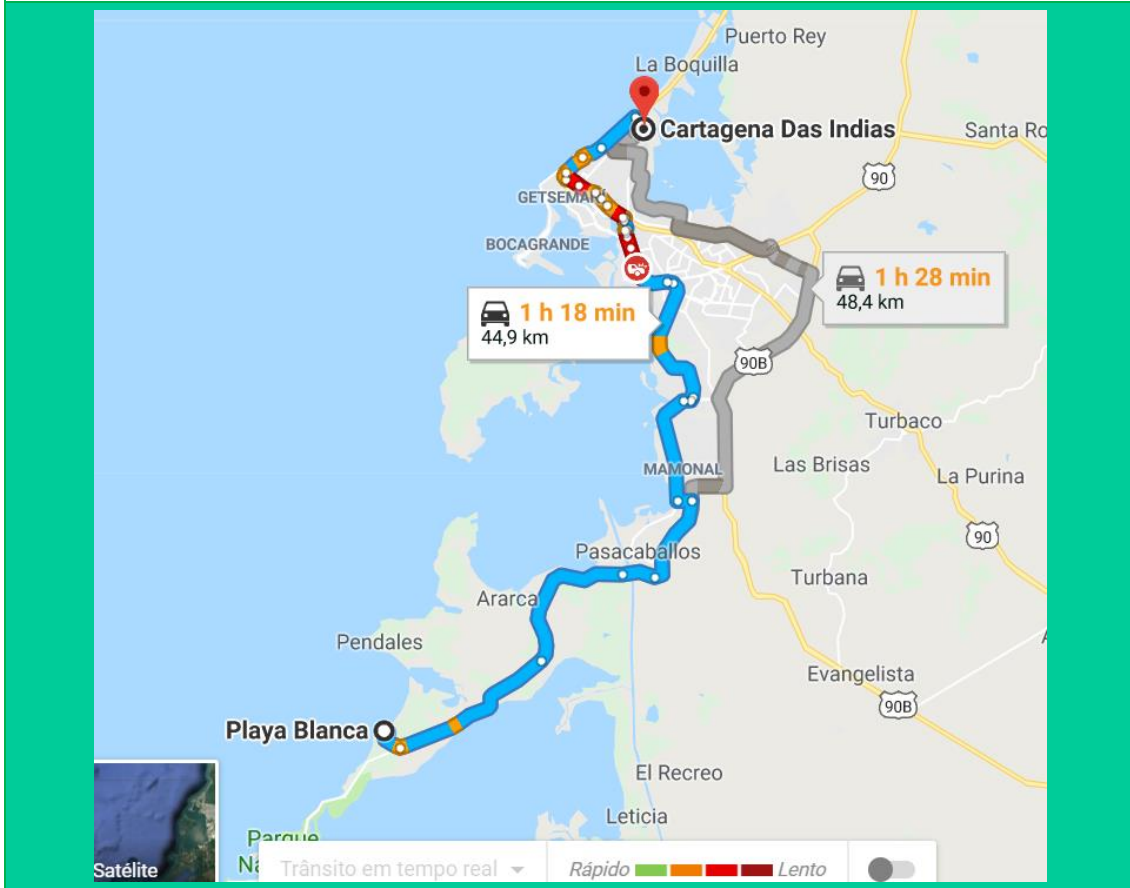 Puerto Rey
La Boquilla
Cartagena Das Indias
Santa Ro
90
GETSEMANÍ
BOCAGRANDE
1 h 28 min
48,4 km
1 h 18 min
44,9 km
90B
Turbaco
MAMONAL
Las Brisas
La Purina
90
Pasacaballos
Turbana
Ararca
Pendales
Evangelista
90B
Playa Blanca
El Recreo
Leticia
Parque
Na
Satélite
Trânsito em tempo real
Rápido
Lento